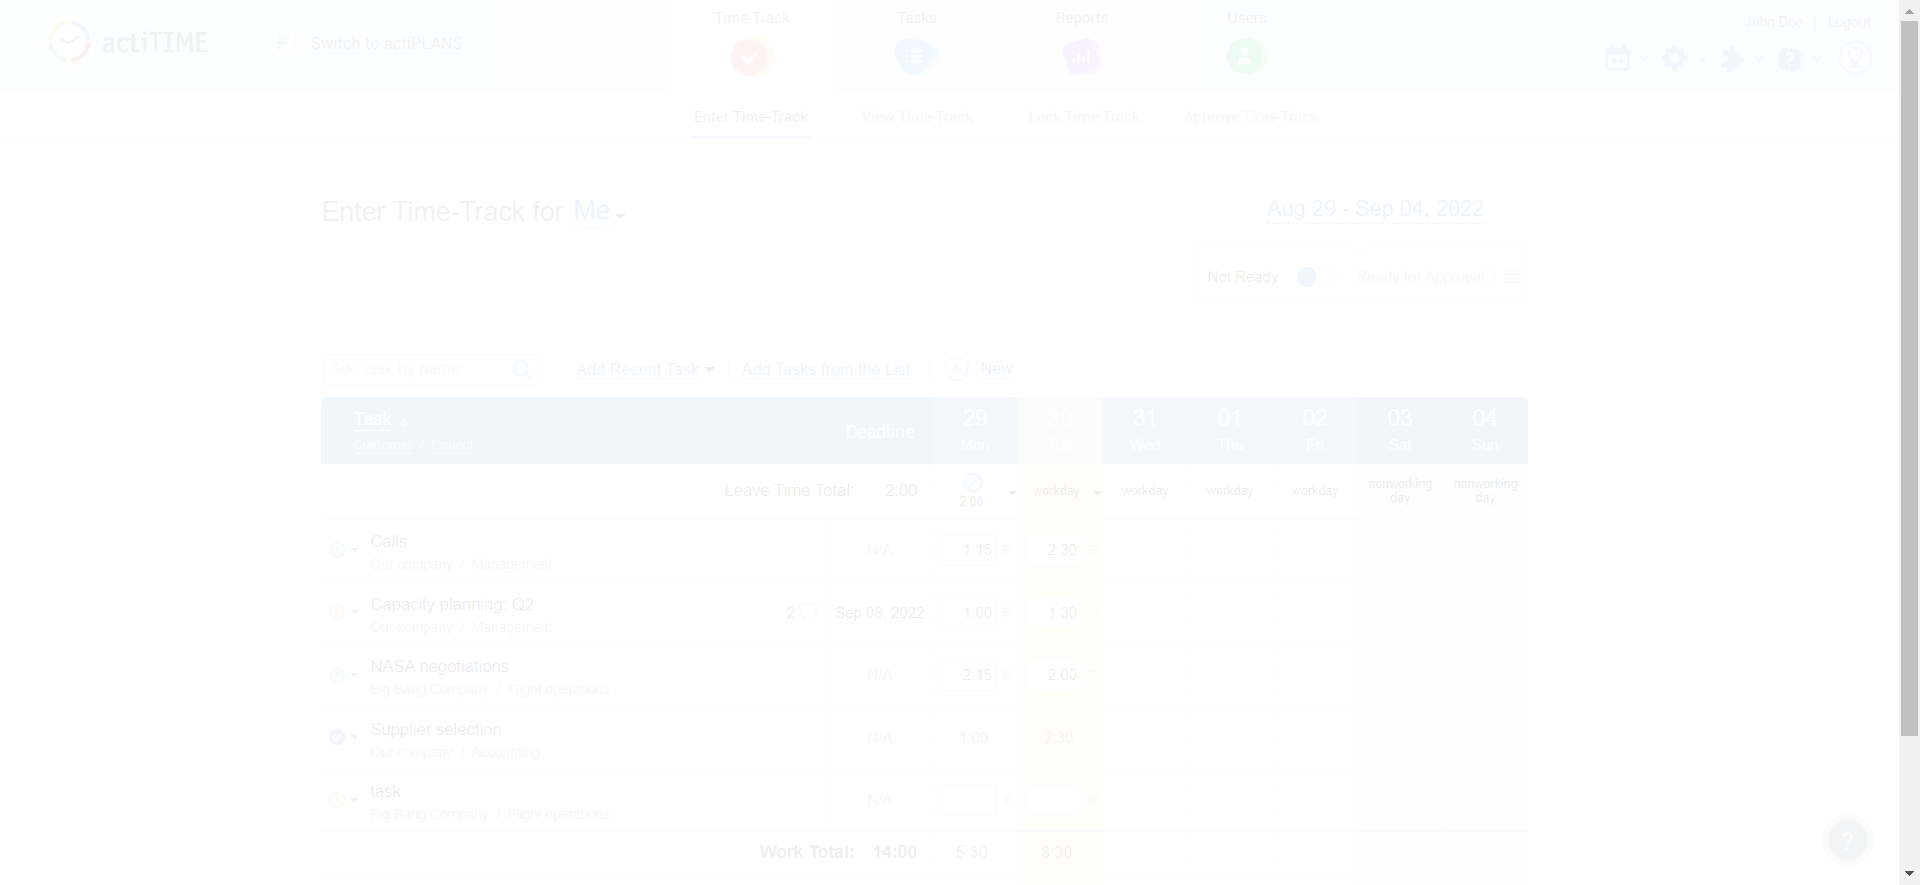 actiTIME
Switch to actiPLANS
Time-Track
Tasks
Reports
Users
John Doe | Logout
Enter Time-Track
View Time-Track
Lock Time-Track
Approve Time-Track
Enter Time-Track for Me
Aug 29 - Sep 04, 2022
Not Ready
Ready for Approval
Add task by name
Add Recent Task
Add Tasks from the List
New
Task
Customer / Project
Deadline
29 Mon
30 Tue
31 Wed
01 Thu
02 Fri
03 Sat
04 Sun
Leave Time Total: 2:00
2:00
workday
workday
workday
workday
nonworking day
nonworking day
Calls
Our company / Management
N/A
1:15
2:30
Capacity planning: Q2
Our company / Management
2
Sep 08, 2022
1:00
1:30
NASA negotiations
Big Bang Company / Flight operations
N/A
2:15
2:00
Supplier selection
Our company / Accounting
N/A
1:00
2:30
task
Big Bang Company / Flight operations
N/A
Work Total: 14:00
5:30
8:30
?